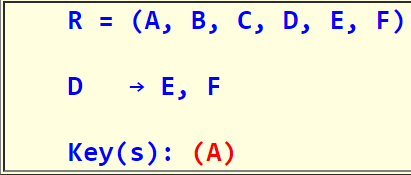 R = (A, B, C, D, E, F)
D → E, F
Key(s): (A)